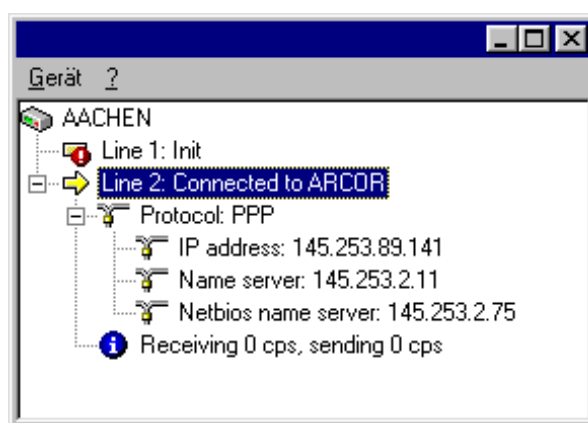 Gerät ?
AACHEN
Line 1: Init
Line 2: Connected to ARCOR
Protocol: PPP
IP address: 145.253.89.141
Name server: 145.253.2.11
Netbios name server: 145.253.2.75
Receiving 0 cps, sending 0 cps